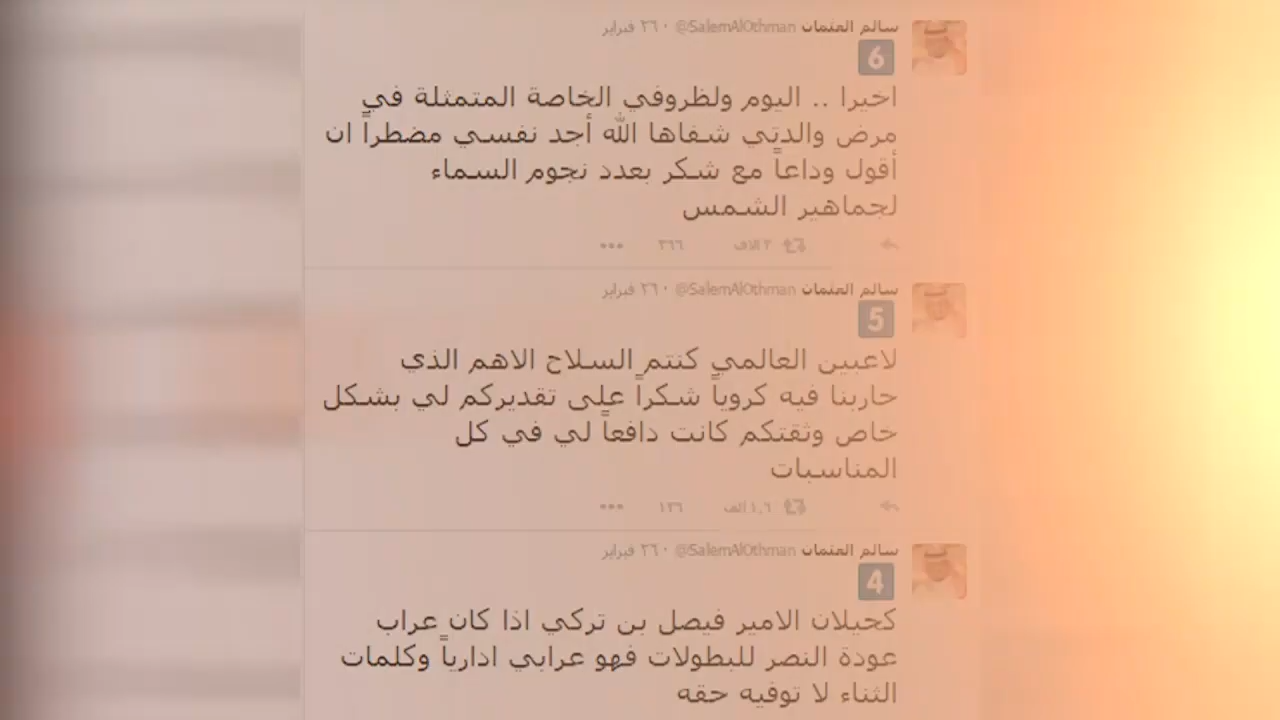 سالم العثمان @SalemAlOthman · ٢٦ فبراير
6
اخيرا .. اليوم ولظروفي الخاصة المتمثلة في
مرض والدتي شفاها الله أجد نفسي مضطراً ان
أقول وداعاً مع شكر بعدد نجوم السماء
لجماهير الشمس
٣ آلاف ٣٦٦
سالم العثمان @SalemAlOthman · ٢٦ فبراير
5
لاعبين العالمي كنتم السلاح الاهم الذي
حاربنا فيه كروياً شكراً على تقديركم لي بشكل
خاص وثقتكم كانت دافعاً لي في كل
المناسبات
١,٦ ألف ١٣٦
سالم العثمان @SalemAlOthman · ٢٦ فبراير
4
كحيلان الامير فيصل بن تركي اذا كان عراب
عودة النصر للبطولات فهو عرابي ادارياً وكلمات
الثناء لا توفيه حقه